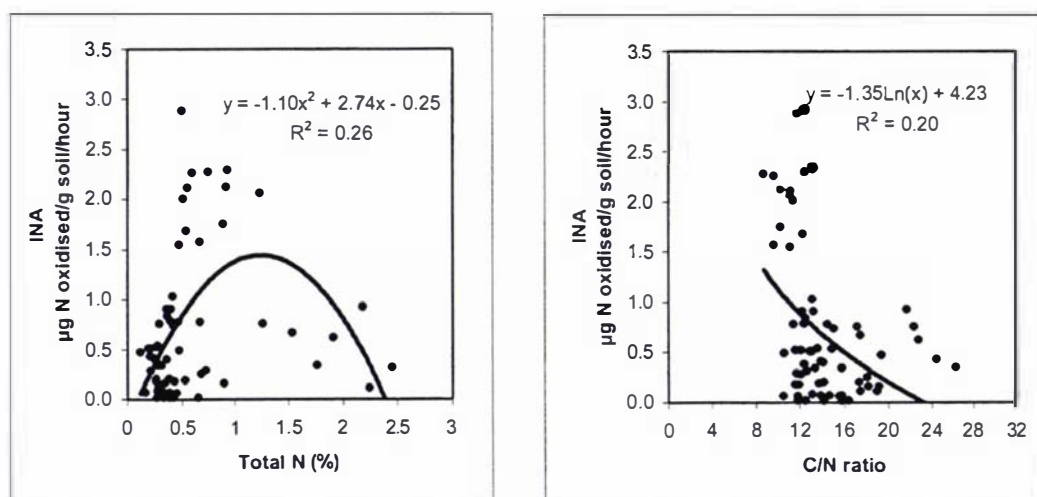 3.5
3.0
2.5
2.0
1.5
1.0
0.5
0.0
INA
µg N oxidised/g soil/hour
y = -1.10x² + 2.74x - 0.25
R² = 0.26
0 0.5 1 1.5 2 2.5 3
Total N (%)
3.5
3.0
2.5
2.0
1.5
1.0
0.5
0.0
INA
µg N oxidised/g soil/hour
y = -1.35Ln(x) + 4.23
R² = 0.20
0 4 8 12 16 20 24 28 32
C/N ratio